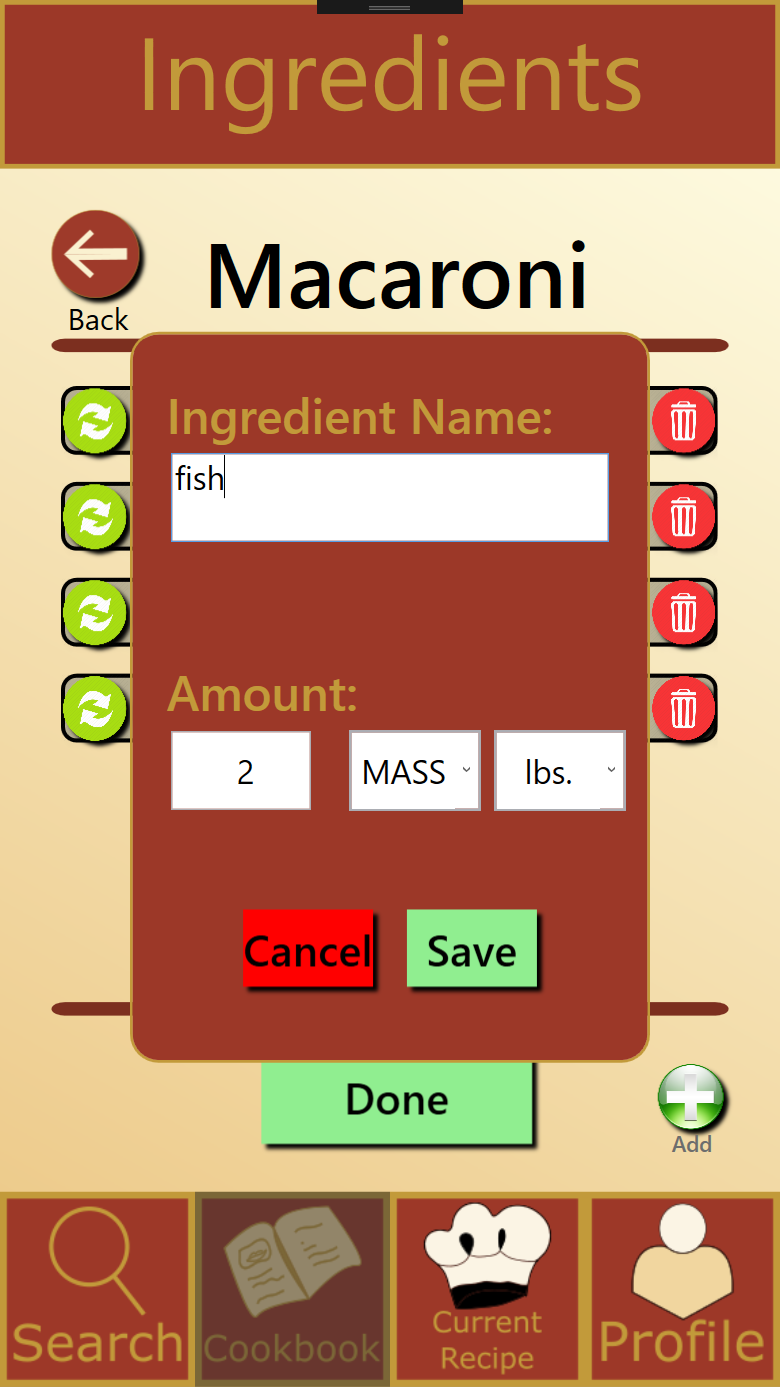 Ingredients
Macaroni
Back
Ingredient Name:
fish
Amount:
2 MASS lbs.
Cancel Save
Done
Add
Search Cookbook Current Recipe Profile